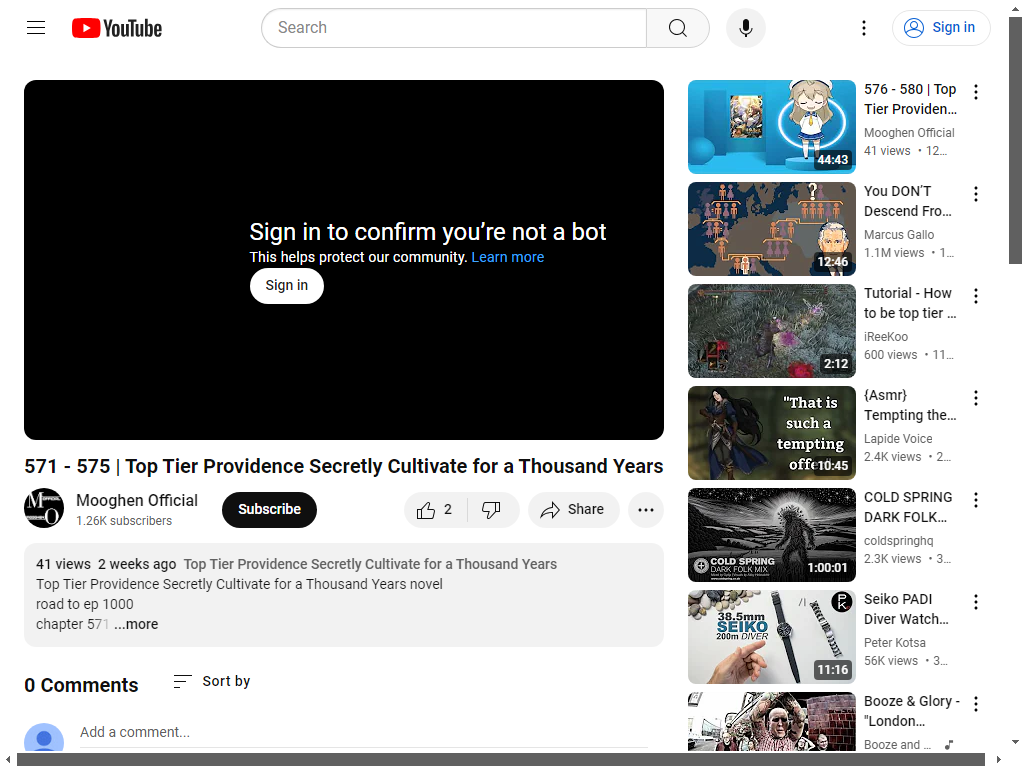 YouTube
Search
Sign in
Sign in to confirm you’re not a bot
This helps protect our community. Learn more
Sign in
571 - 575 | Top Tier Providence Secretly Cultivate for a Thousand Years
Mooghen Official
1.26K subscribers
Subscribe
2
Share
41 views 2 weeks ago Top Tier Providence Secretly Cultivate for a Thousand Years
Top Tier Providence Secretly Cultivate for a Thousand Years novel
road to ep 1000
chapter 571 ...more
0 Comments
Sort by
Add a comment...
44:43
576 - 580 | Top
Tier Providen…
Mooghen Official
41 views • 12…
?
12:46
You DON’T
Descend Fro…
Marcus Gallo
1.1M views • 1…
2:12
Tutorial - How
to be top tier …
iReeKoo
600 views • 11…
"That is
such a
tempting
offe
10:45
{Asmr}
Tempting the…
Lapide Voice
2.4K views • 2…
COLD SPRING
DARK FOLK MIX
1:00:01
COLD SPRING
DARK FOLK…
coldspringhq
2.3K views • 3…
38.5mm
SEIKO
200m DIVER
PK
11:16
Seiko PADI
Diver Watch…
Peter Kotsa
56K views • 3…
Booze & Glory -
"London…
Booze and …